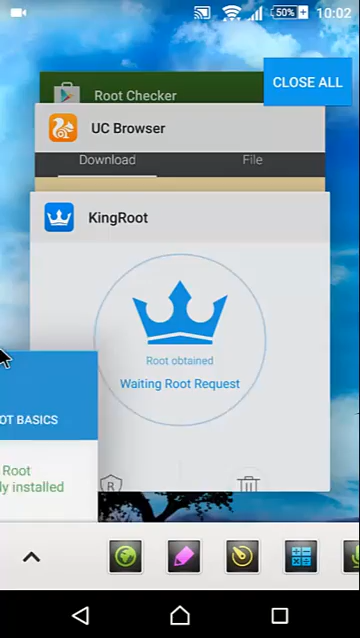 50%
10:02
Root Checker
CLOSE ALL
UC Browser
Download
File
KingRoot
Root obtained
Waiting Root Request
OT BASICS
Root
ly installed
R